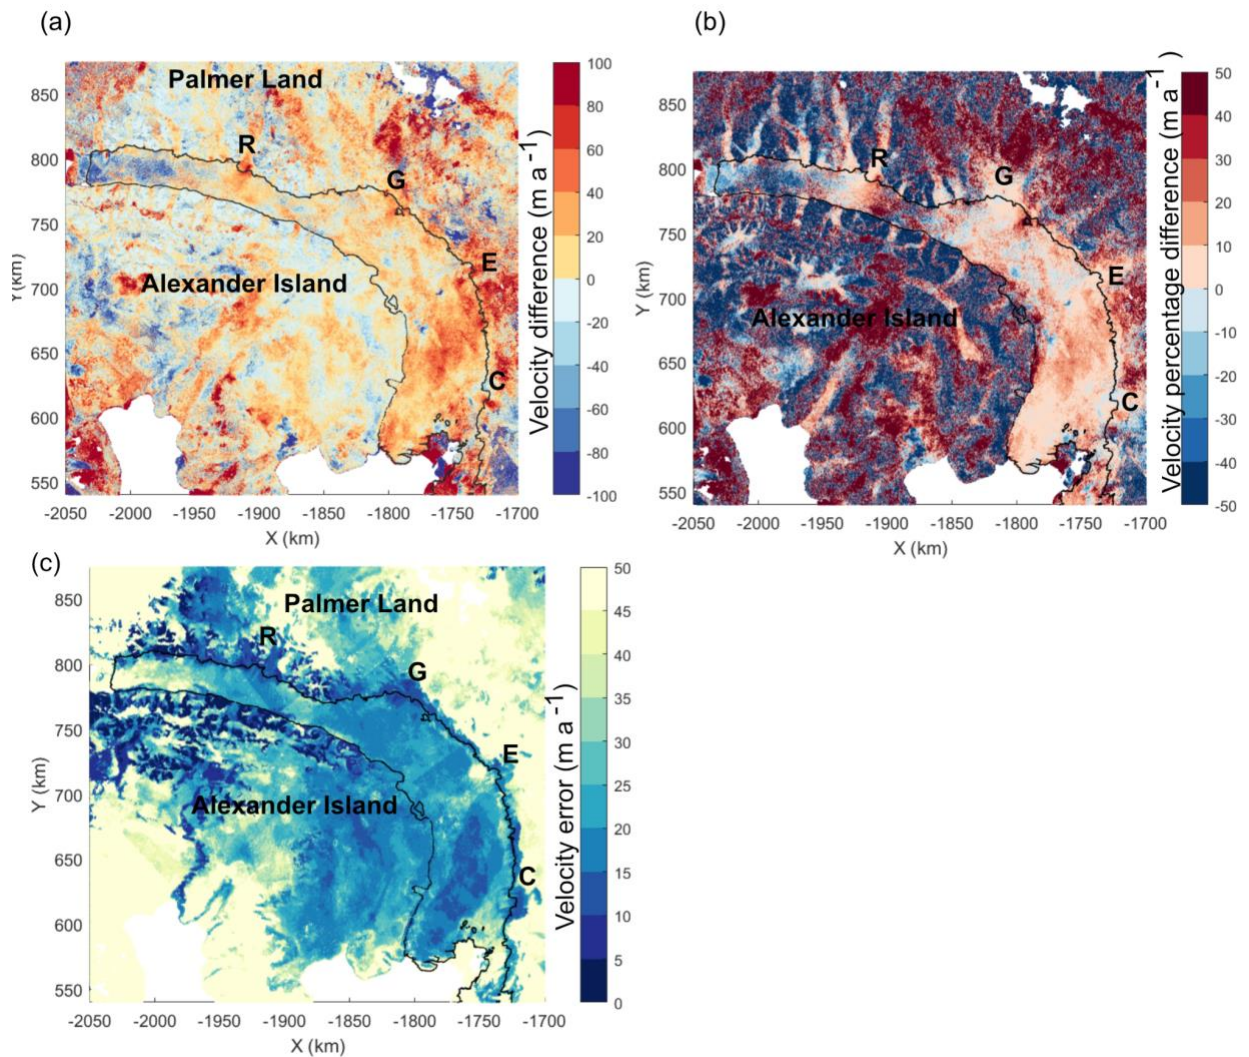 (a)
(b)
Palmer Land
R
G
E
Alexander Island
C
850
800
750
700
650
600
550
Y(km)
-2050 -2000 -1950 -1900 -1850 -1800 -1750 -1700
X (km)
100
80
60
40
20
0
-20
-40
-60
-80
-100
Velocity difference (m a -1)
R
G
E
Alexander Island
C
850
800
750
700
650
600
550
Y (km)
-2050 -2000 -1950 -1900 -1850 -1800 -1750 -1700
X (km)
50
40
30
20
10
0
-10
-20
-30
-40
-50
Velocity percentage difference (m a -1)
(c)
Palmer Land
R
G
E
Alexander Island
C
850
800
750
700
650
600
550
Y (km)
-2050 -2000 -1950 -1900 -1850 -1800 -1750 -1700
X (km)
50
45
40
35
30
25
20
15
10
5
0
Velocity error (m a -1)